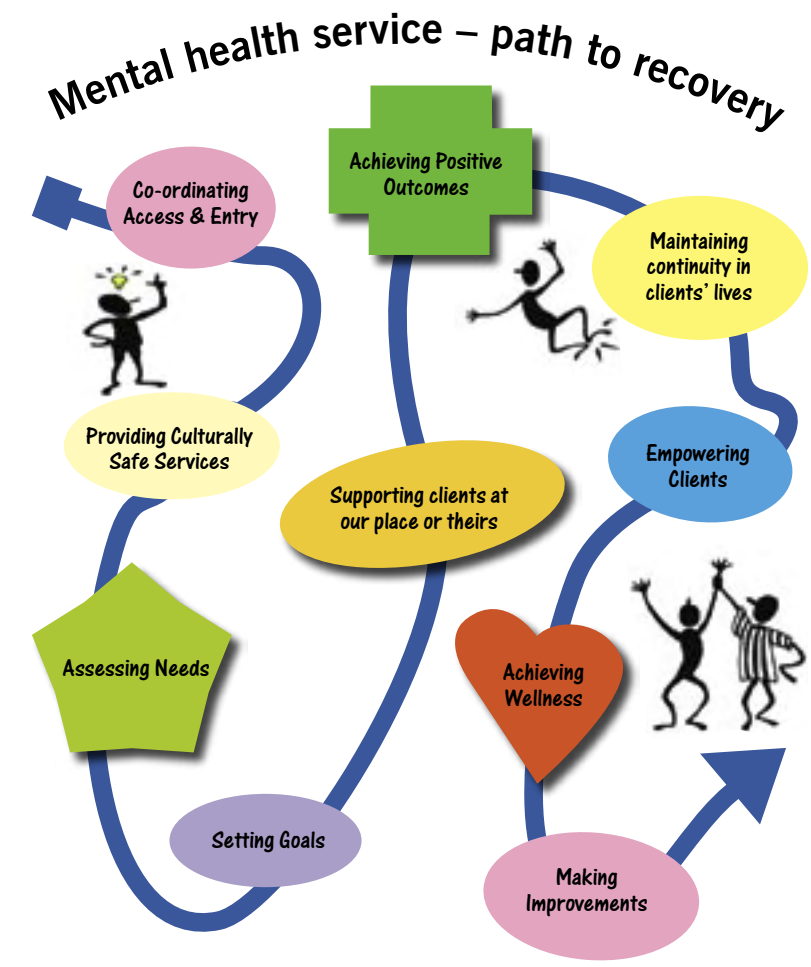 Mental health service – path to recovery
Co-ordinating
Access & Entry
Providing Culturally
Safe Services
Assessing Needs
Setting Goals
Supporting clients at
our place or theirs
Achieving Positive
Outcomes
Maintaining
continuity in
clients’ lives
Empowering
Clients
Achieving
Wellness
Making
Improvements